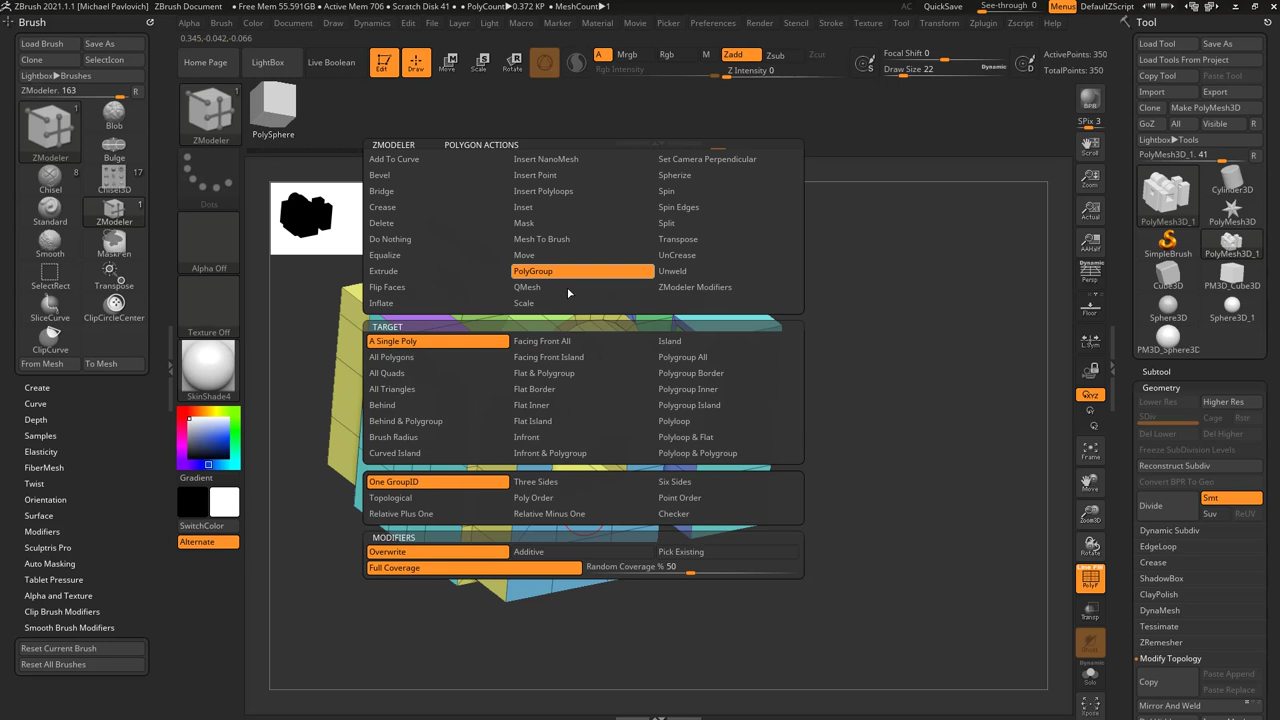 ZBrush 2021.1.1 [Michael Pavlovich] ZBrush Document • Free Mem 55.591GB • Active Mem 706 • Scratch Disk 41 • PolyCount▶0.372 KP • MeshCount▶1 AC QuickSave See-through 0 Menus DefaultZScript
Brush
Alpha Brush Color Document Draw Dynamics Edit File Layer Light Macro Marker Material Movie Picker Preferences Render Stencil Stroke Texture Tool Transform Zplugin Zscript Help
Tool
0.345,-0.042,-0.066
Load Brush Save As
Clone SelectIcon
Lightbox▶Brushes
ZModeler. 163 R
ZModeler 1
Blob
Bulge
Chisel 8
Chisel3D 17
Standard
ZModeler 1
Smooth
MaskPen
SelectRect
Transpose
SliceCurve
ClipCircleCenter
ClipCurve
From Mesh To Mesh
Create
Curve
Depth
Samples
Elasticity
FiberMesh
Twist
Orientation
Surface
Modifiers
Sculptris Pro
Auto Masking
Tablet Pressure
Alpha and Texture
Clip Brush Modifiers
Smooth Brush Modifiers
Reset Current Brush
Reset All Brushes
Home Page LightBox Live Boolean
Edit Draw Move Scale Rotate
A Mrgb Rgb M
Rgb Intensity
Zadd Zsub Zcut
Z Intensity 0
Focal Shift 0
Draw Size 22 Dynamic
S
D
ActivePoints: 350
TotalPoints: 350
ZModeler 1
PolySphere
Dots
Alpha Off
Texture Off
SkinShade4
Gradient
SwitchColor
Alternate
ZMODELER POLYGON ACTIONS
Add To Curve Insert NanoMesh Set Camera Perpendicular
Bevel Insert Point Spherize
Bridge Insert Polyloops Spin
Crease Inset Spin Edges
Delete Mask Split
Do Nothing Mesh To Brush Transpose
Equalize Move UnCrease
Extrude PolyGroup Unweld
Flip Faces QMesh ZModeler Modifiers
Inflate Scale
TARGET
A Single Poly Facing Front All Island
All Polygons Facing Front Island Polygroup All
All Quads Flat & Polygroup Polygroup Border
All Triangles Flat Border Polygroup Inner
Behind Flat Inner Polygroup Island
Behind & Polygroup Flat Island Polyloop
Brush Radius Infront Polyloop & Flat
Curved Island Infront & Polygroup Polyloop & Polygroup
One GroupID Three Sides Six Sides
Topological Poly Order Point Order
Relative Plus One Relative Minus One Checker
MODIFIERS
Overwrite Additive Pick Existing
Full Coverage Random Coverage % 50
BPR
SPix 3
Scroll
Zoom
Actual
AAHalf
Persp
Floor
L.Sym
XYZ
Frame
Move
Zoom3D
Rotate
Line Fill
PolyF
Transp
Ghost
Dynamic
Solo
Xpose
Load Tool Save As
Load Tools From Project
Copy Tool Paste Tool
Import Export
Clone Make PolyMesh3D
GoZ All Visible R
Lightbox▶Tools
PolyMesh3D_1. 41 R
PolyMesh3D_1
Cylinder3D
PolyMesh3D
SimpleBrush
PolyMesh3D_1
Cube3D
PM3D_Cube3D
Sphere3D
Sphere3D_1
PM3D_Sphere3D
Subtool
Geometry
Lower Res Higher Res
SDiv Cage Rstr
Del Lower Del Higher
Freeze SubDivision Levels
Reconstruct Subdiv
Convert BPR To Geo
Divide Smt
Suv ReUV
Dynamic Subdiv
EdgeLoop
Crease
ShadowBox
ClayPolish
DynaMesh
Tessimate
ZRemesher
Modify Topology
Copy Paste Append
Paste Replace
Mirror And Weld